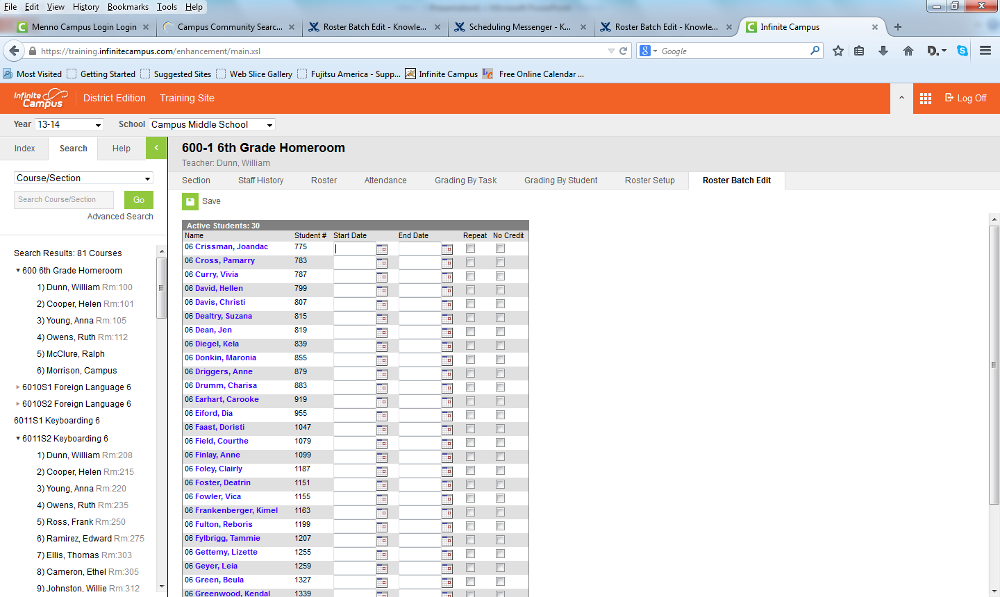 File Edit View History Bookmarks Tools Help
Menno Campus Login Login
Campus Community Searc...
Roster Batch Edit - Knowle...
Scheduling Messenger - K...
Roster Batch Edit - Knowle...
Infinite Campus
https://training.infinitecampus.com/enhancement/main.xsl
Google
Most Visited Getting Started Suggested Sites Web Slice Gallery Fujitsu America - Supp... Infinite Campus Free Online Calendar ...
Infinite Campus District Edition Training Site Log Off
Year 13-14 School Campus Middle School
Index Search Help
Course/Section
Search Course/Section Go
Advanced Search
Search Results: 81 Courses
600 6th Grade Homeroom
1) Dunn, William Rm:100
2) Cooper, Helen Rm:101
3) Young, Anna Rm:105
4) Owens, Ruth Rm:112
5) McClure, Ralph
6) Morrison, Campus
6010S1 Foreign Language 6
6010S2 Foreign Language 6
6011S1 Keyboarding 6
6011S2 Keyboarding 6
1) Dunn, William Rm:208
2) Cooper, Helen Rm:215
3) Young, Anna Rm:220
4) Owens, Ruth Rm:235
5) Ross, Frank Rm:250
6) Ramirez, Edward Rm:275
7) Ellis, Thomas Rm:303
8) Cameron, Ethel Rm:305
9) Johnston, Willie Rm:312
600-1 6th Grade Homeroom
Teacher: Dunn, William
Section Staff History Roster Attendance Grading By Task Grading By Student Roster Setup Roster Batch Edit
Save
Active Students: 30
Name Student # Start Date End Date Repeat No Credit
06 Crissman, Joandac 775
06 Cross, Pamarry 783
06 Curry, Vivia 787
06 David, Hellen 799
06 Davis, Christi 807
06 Dealtry, Suzana 815
06 Dean, Jen 819
06 Diegel, Kela 839
06 Donkin, Maronia 855
06 Driggers, Anne 879
06 Drumm, Charisa 883
06 Earhart, Carooke 919
06 Eiford, Dia 955
06 Faast, Doristi 1047
06 Field, Courthe 1079
06 Finlay, Anne 1099
06 Foley, Clairly 1187
06 Foster, Deatrin 1151
06 Fowler, Vica 1155
06 Frankenberger, Kimel 1163
06 Fulton, Reboris 1199
06 Fylbrigg, Tammie 1207
06 Gettemy, Lizette 1255
06 Geyer, Leia 1259
06 Green, Beula 1327
06 Greenwood, Kendal 1339